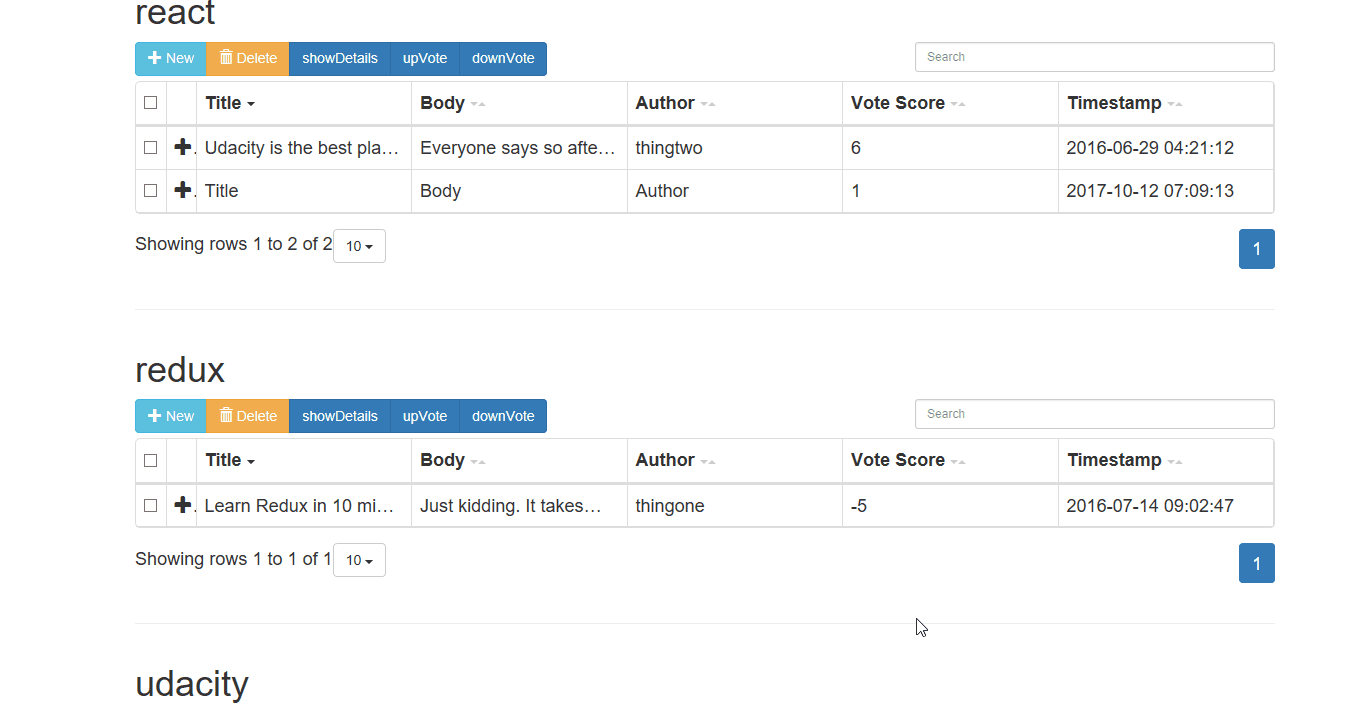 react
New Delete showDetails upVote downVote Search
Title Body Author Vote Score Timestamp
Udacity is the best pla… Everyone says so afte… thingtwo 6 2016-06-29 04:21:12
Title Body Author 1 2017-10-12 07:09:13
Showing rows 1 to 2 of 2 10 1
redux
New Delete showDetails upVote downVote Search
Title Body Author Vote Score Timestamp
Learn Redux in 10 mi… Just kidding. It takes… thingone -5 2016-07-14 09:02:47
Showing rows 1 to 1 of 1 10 1
udacity